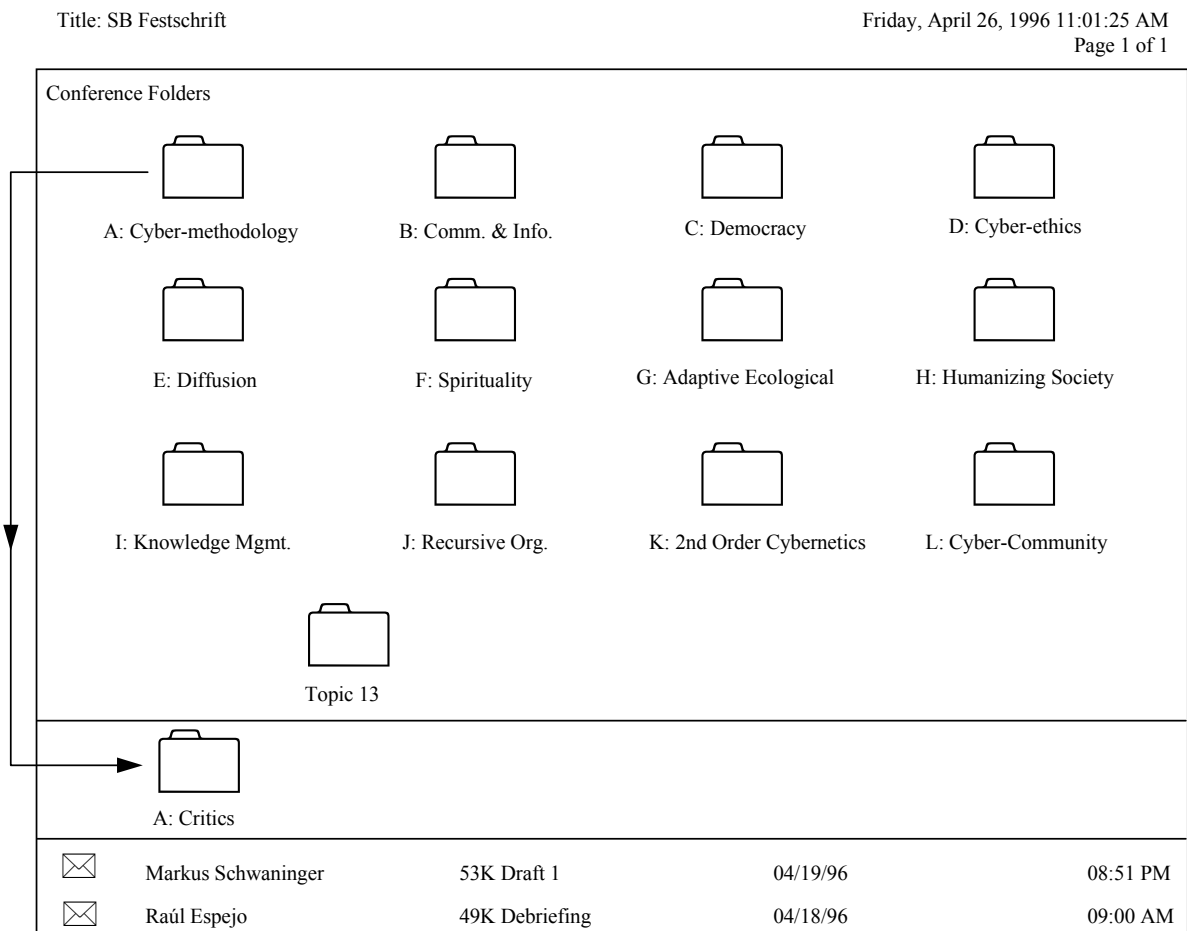 Title: SB Festschrift Friday, April 26, 1996 11:01:25 AM
Page 1 of 1
Conference Folders
A: Cyber-methodology B: Comm. & Info. C: Democracy D: Cyber-ethics
E: Diffusion F: Spirituality G: Adaptive Ecological H: Humanizing Society
I: Knowledge Mgmt. J: Recursive Org. K: 2nd Order Cybernetics L: Cyber-Community
Topic 13
A: Critics
Markus Schwaninger 53K Draft 1 04/19/96 08:51 PM
Raúl Espejo 49K Debriefing 04/18/96 09:00 AM